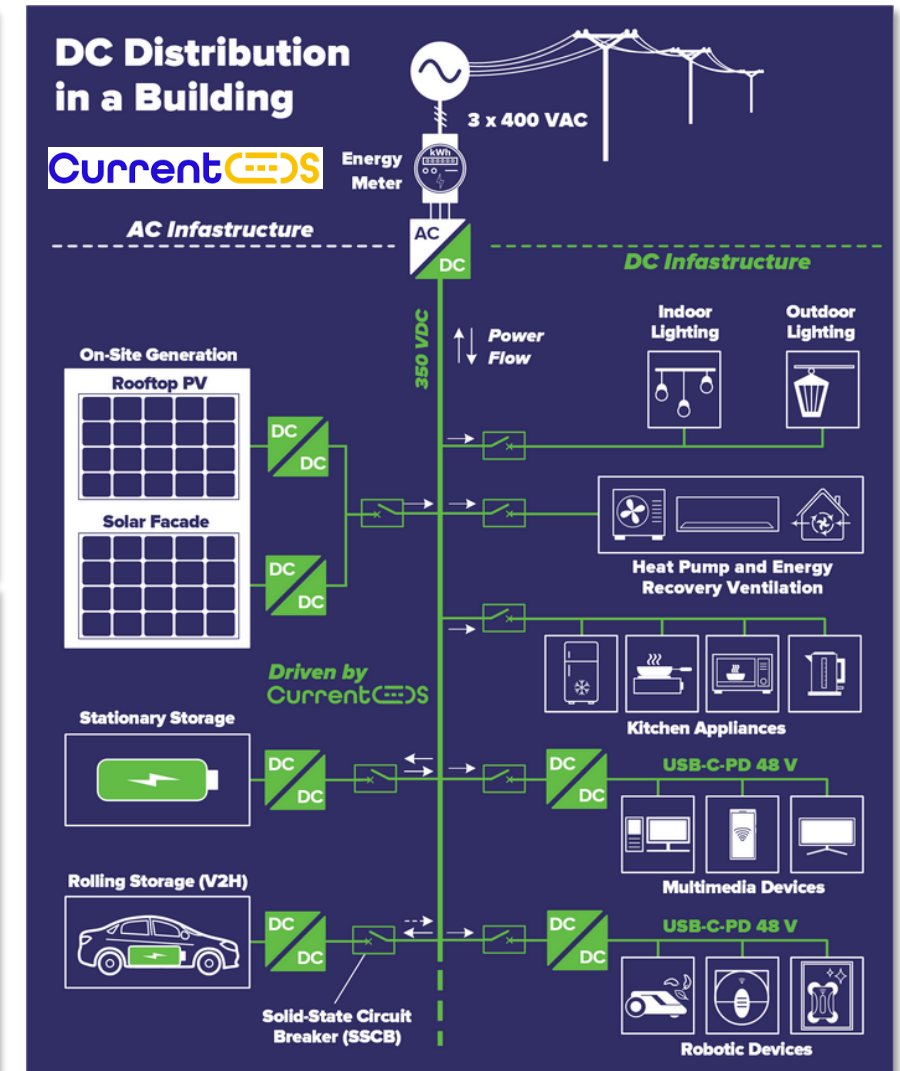 DC Distribution
in a Building
CurrentOS
3 x 400 VAC
kWh
Energy
Meter
AC Infastructure
AC
DC
DC Infastructure
350 VDC
Power
Flow
Indoor
Lighting
Outdoor
Lighting
On-Site Generation
Rooftop PV
DC
DC
Solar Facade
DC
DC
Heat Pump and Energy
Recovery Ventilation
Driven by
CurrentOS
Kitchen Appliances
Stationary Storage
DC
DC
DC
DC
USB-C-PD 48 V
Multimedia Devices
Rolling Storage (V2H)
DC
DC
DC
DC
USB-C-PD 48 V
Solid-State Circuit
Breaker (SSCB)
Robotic Devices